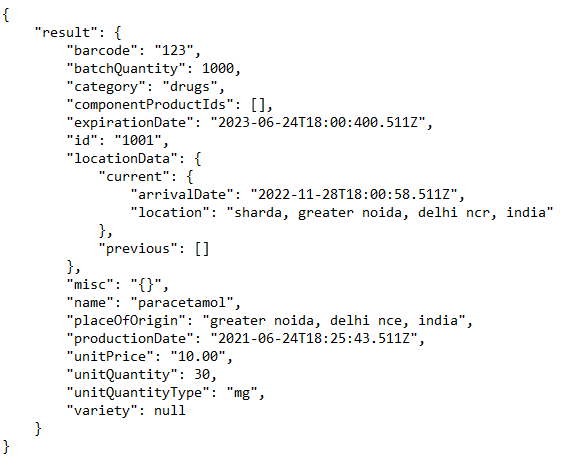 {
    "result": {
        "barcode": "123",
        "batchQuantity": 1000,
        "category": "drugs",
        "componentProductIds": [],
        "expirationDate": "2023-06-24T18:00:400.511Z",
        "id": "1001",
        "locationData": {
            "current": {
                "arrivalDate": "2022-11-28T18:00:58.511Z",
                "location": "sharda, greater noida, delhi ncr, india"
            },
            "previous": []
        },
        "misc": "{}",
        "name": "paracetamol",
        "placeOfOrigin": "greater noida, delhi nce, india",
        "productionDate": "2021-06-24T18:25:43.511Z",
        "unitPrice": "10.00",
        "unitQuantity": 30,
        "unitQuantityType": "mg",
        "variety": null
    }
}